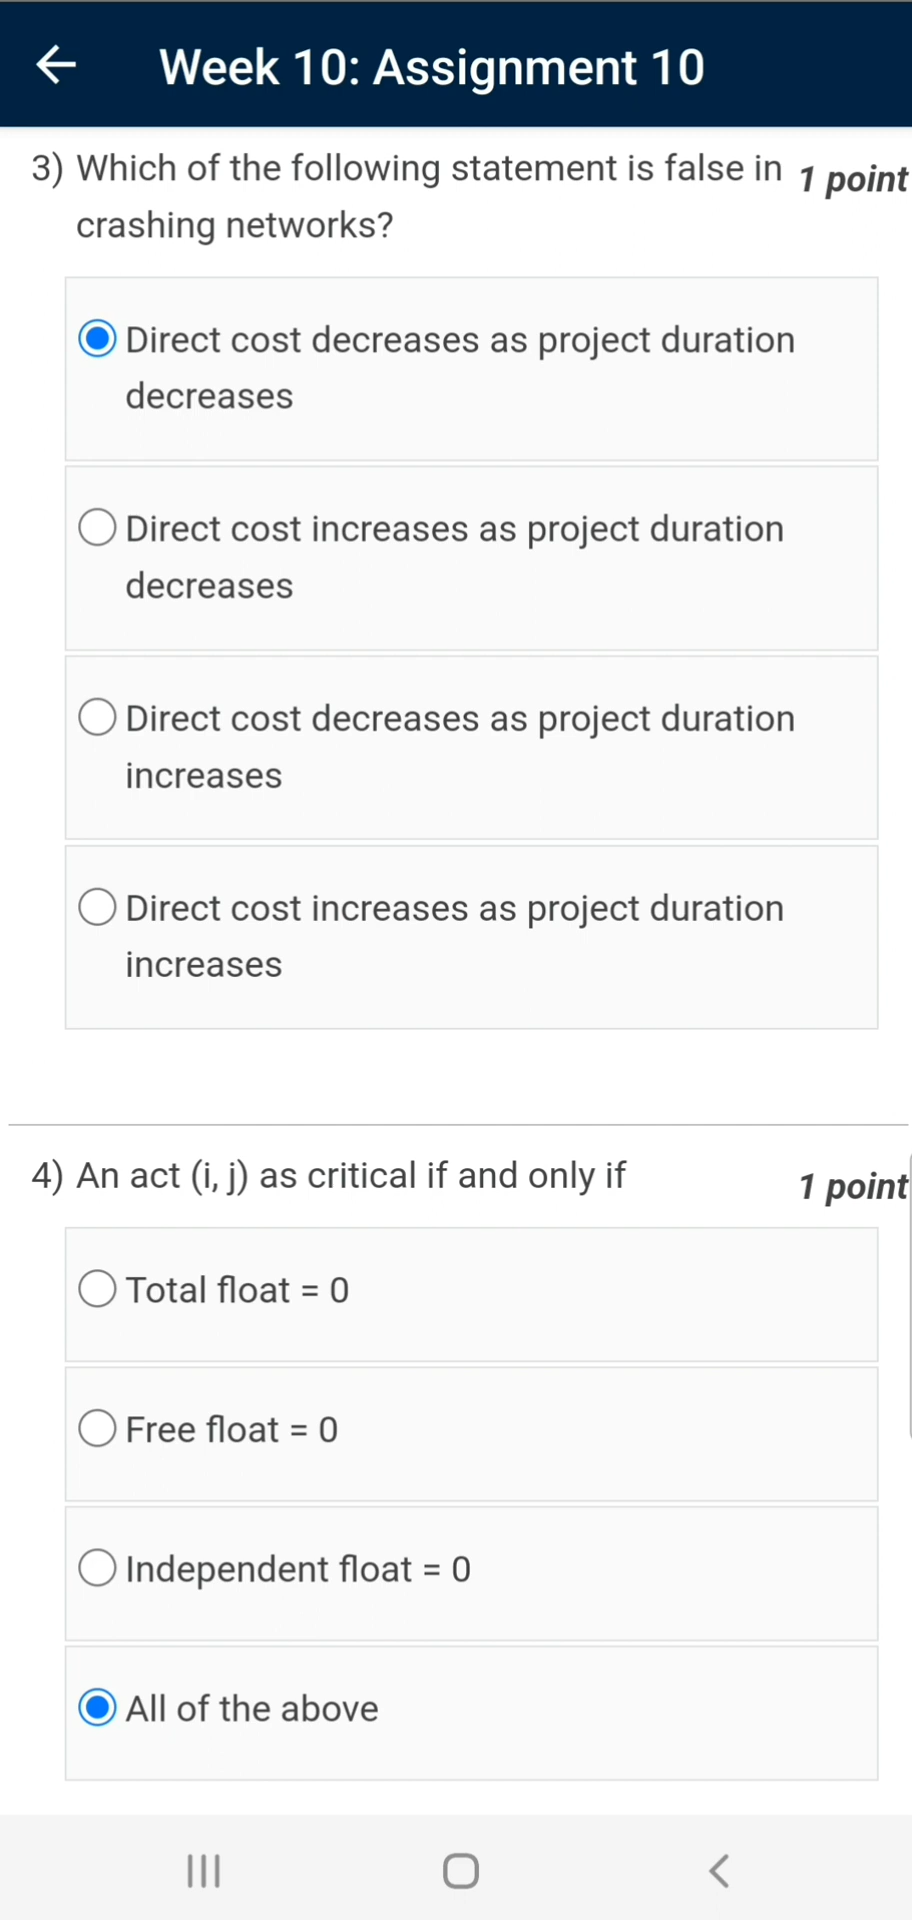 Week 10: Assignment 10
3) Which of the following statement is false in 1 point
crashing networks?
Direct cost decreases as project duration
decreases
Direct cost increases as project duration
decreases
Direct cost decreases as project duration
increases
Direct cost increases as project duration
increases
4) An act (i, j) as critical if and only if 1 point
Total float = 0
Free float = 0
Independent float = 0
All of the above